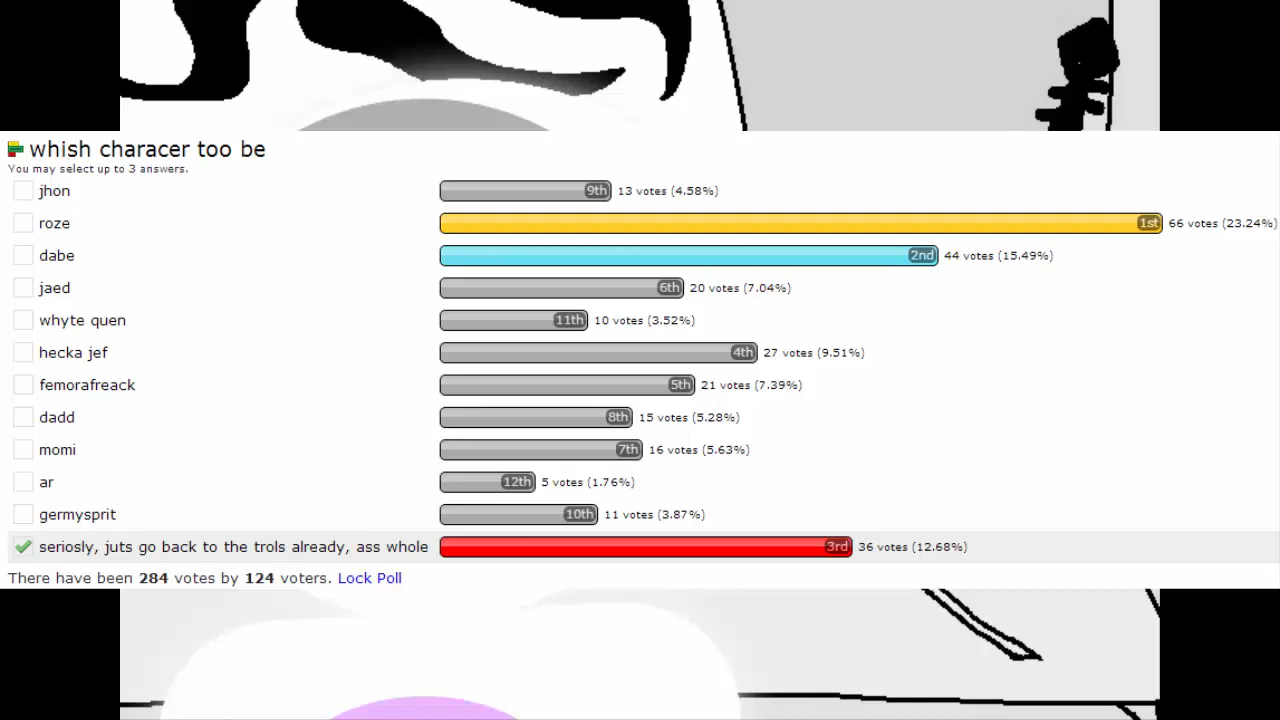 whish characer too be
You may select up to 3 answers.
jhon 9th 13 votes (4.58%)
roze 1st 66 votes (23.24%)
dabe 2nd 44 votes (15.49%)
jaed 6th 20 votes (7.04%)
whyte quen 11th 10 votes (3.52%)
hecka jef 4th 27 votes (9.51%)
femorafreack 5th 21 votes (7.39%)
dadd 8th 15 votes (5.28%)
momi 7th 16 votes (5.63%)
ar 12th 5 votes (1.76%)
germysprit 10th 11 votes (3.87%)
seriosly, juts go back to the trols already, ass whole 3rd 36 votes (12.68%)
There have been 284 votes by 124 voters. Lock Poll